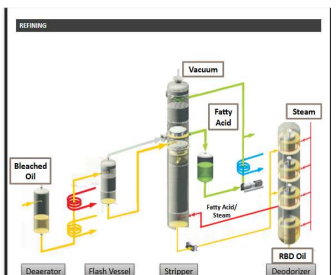 REFINING
Vacuum
Fatty
Acid
Steam
Bleached
Oil
Fatty Acid/
Steam
RBD Oil
Deaerator
Flash Vessel
Stripper
Deodorizer